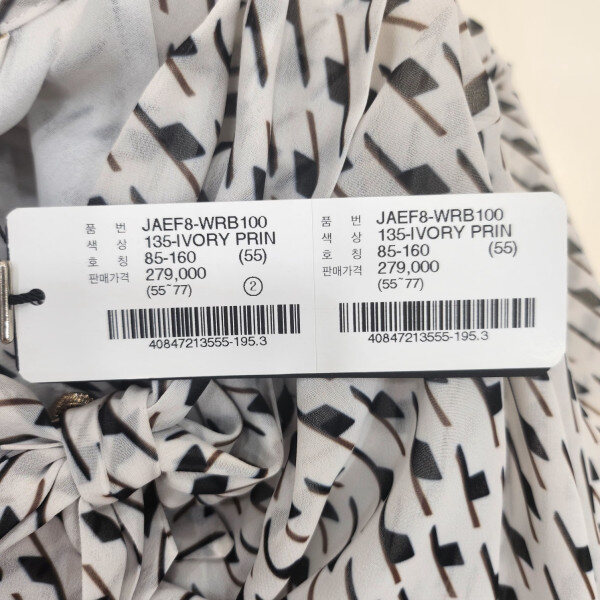 품 번 JAEF8-WRB100
색 상 135-IVORY PRIN
호 칭 85-160 (55)
판매가격 279,000
(55~77) ②
40847213555-195.3
품 번 JAEF8-WRB100
색 상 135-IVORY PRIN
호 칭 85-160 (55)
판매가격 279,000
(55~77)
40847213555-195.3